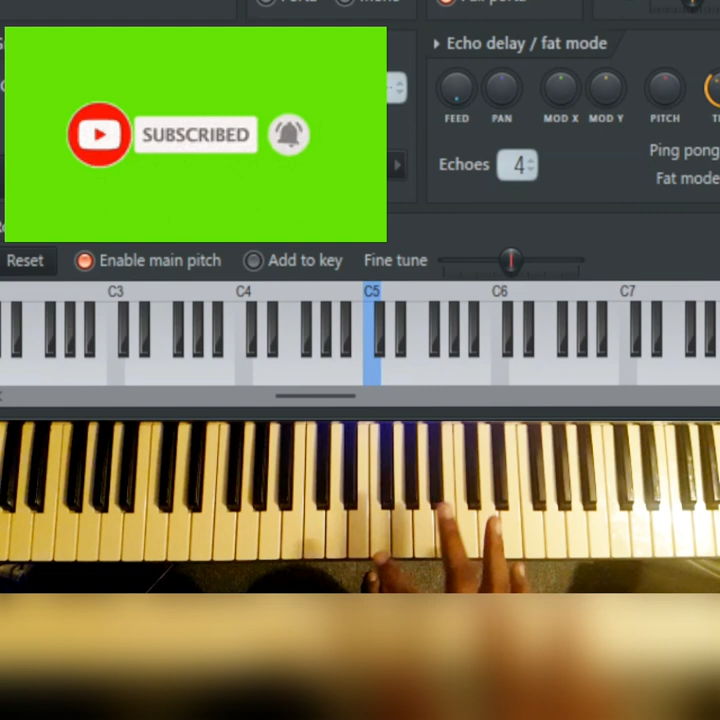 Echo delay / fat mode
SUBSCRIBED
FEED PAN MOD X MOD Y PITCH
Echoes 4 Ping pong
Fat mode
Reset Enable main pitch Add to key Fine tune
C3 C4 C5 C6 C7